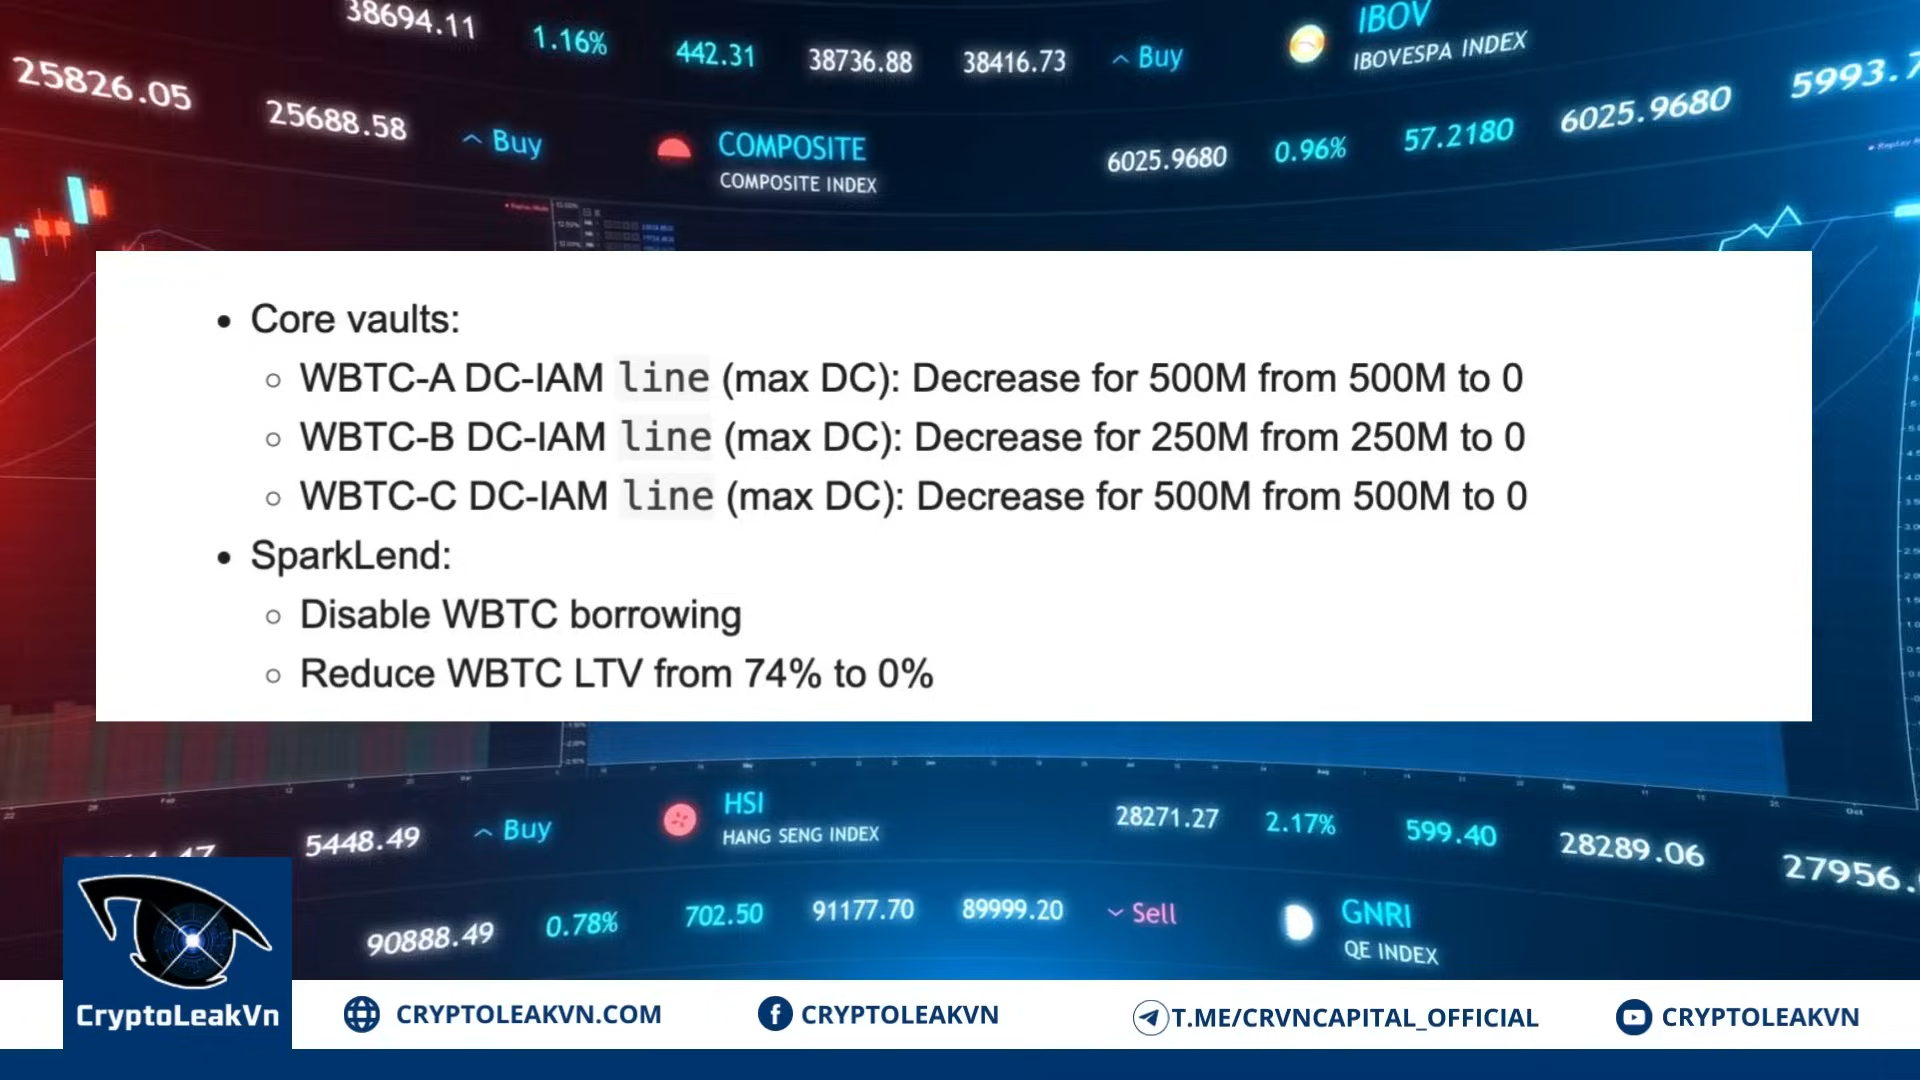 38694.11 1.16% 442.31 38736.88 38416.73 Buy IBOV
IBOVESPA INDEX
25826.05 25688.58 Buy COMPOSITE 6025.9680 0.96% 57.2180 6025.9680 5993.7
COMPOSITE INDEX
• Core vaults:
○ WBTC-A DC-IAM line (max DC): Decrease for 500M from 500M to 0
○ WBTC-B DC-IAM line (max DC): Decrease for 250M from 250M to 0
○ WBTC-C DC-IAM line (max DC): Decrease for 500M from 500M to 0
• SparkLend:
○ Disable WBTC borrowing
○ Reduce WBTC LTV from 74% to 0%
5448.49 Buy HSI 28271.27 2.17% 599.40 28289.06 27956.
HANG SENG INDEX
90888.49 0.78% 702.50 91177.70 89999.20 Sell GNRI
QE INDEX
CryptoLeakVn
CRYPTOLEAKVN.COM CRYPTOLEAKVN T.ME/CRVNCAPITAL_OFFICIAL CRYPTOLEAKVN